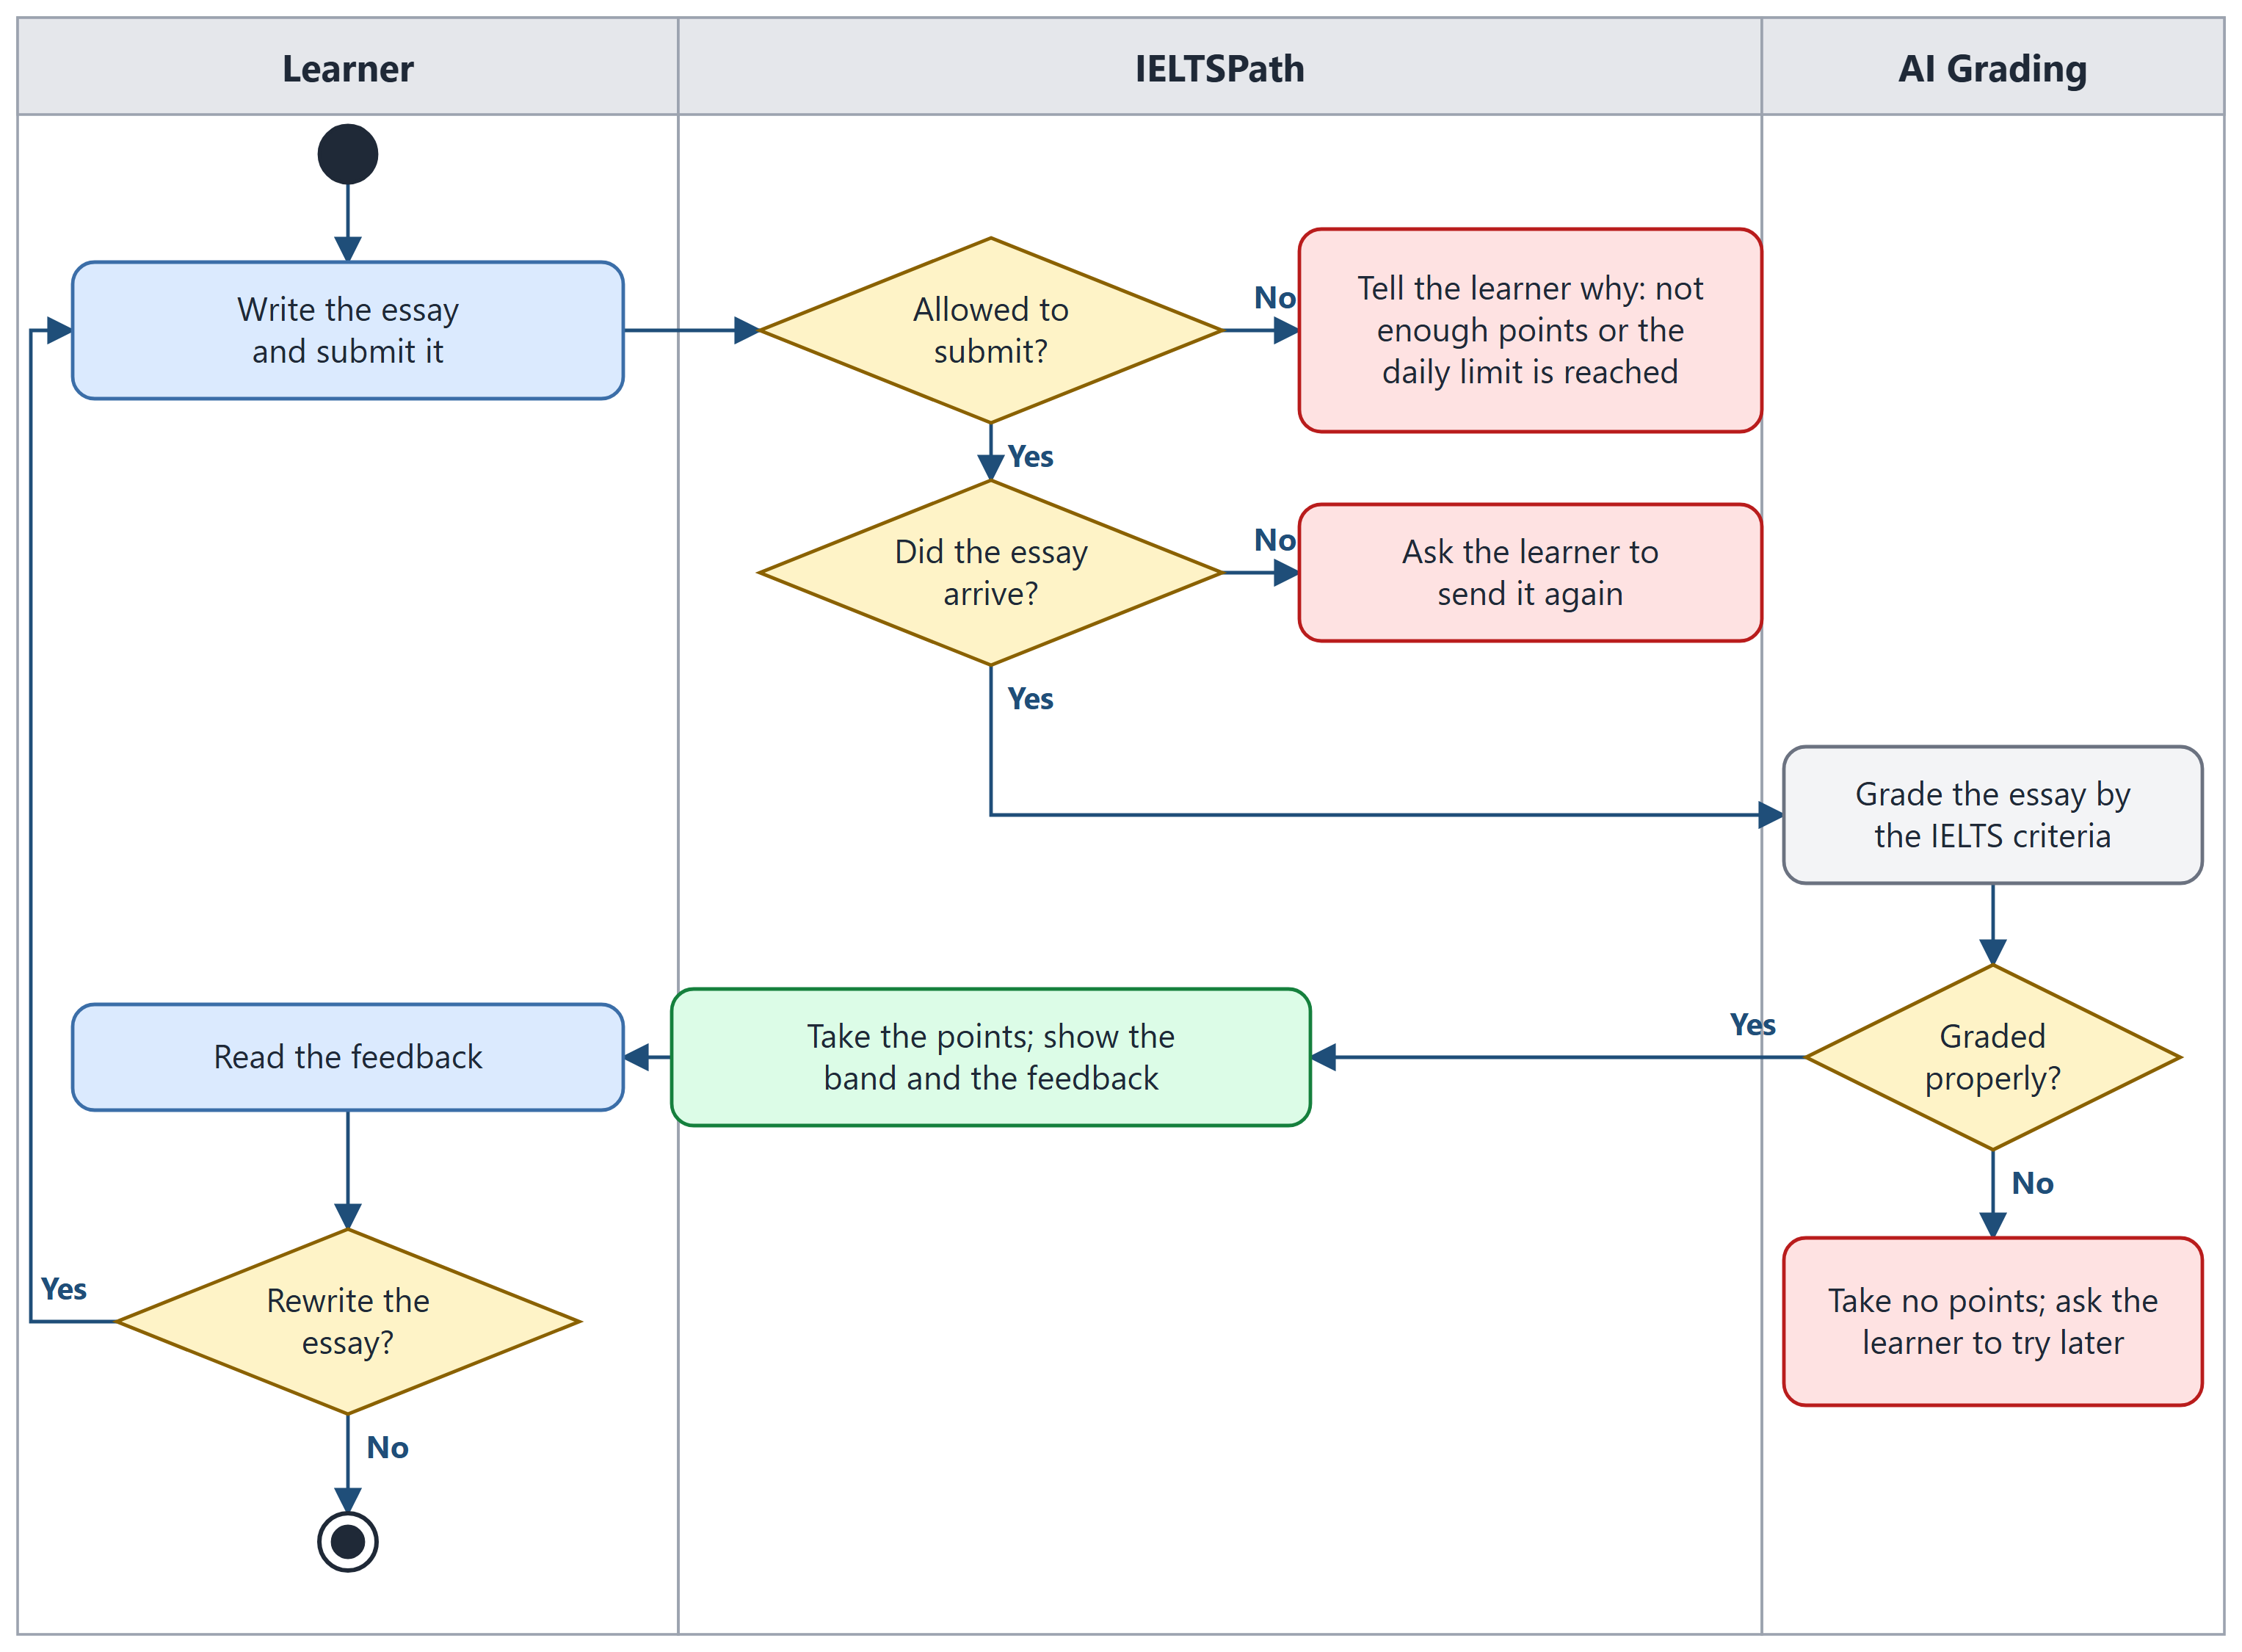 Learner
IELTSPath
AI Grading
Write the essay
and submit it
Allowed to
submit?
No
Tell the learner why: not
enough points or the
daily limit is reached
Yes
Did the essay
arrive?
No
Ask the learner to
send it again
Yes
Grade the essay by
the IELTS criteria
Graded
properly?
Yes
Take the points; show the
band and the feedback
Read the feedback
No
Take no points; ask the
learner to try later
Rewrite the
essay?
Yes
No